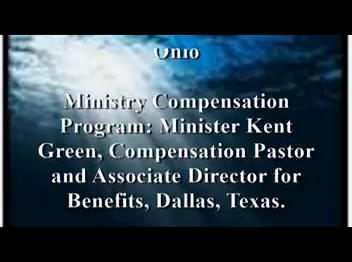 Ohio
Ministry Compensation
Program: Minister Kent
Green, Compensation Pastor
and Associate Director for
Benefits, Dallas, Texas.